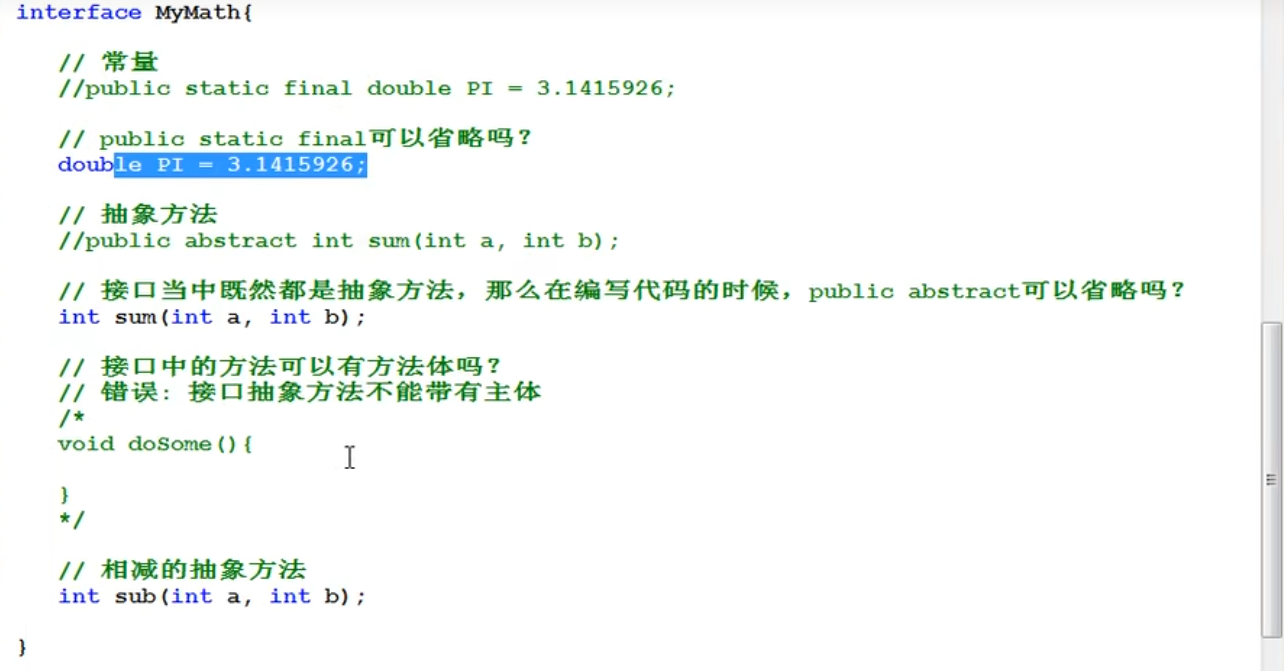 interface MyMath{
// 常量
//public static final double PI = 3.1415926;
// public static final可以省略吗？
double PI = 3.1415926;
// 抽象方法
//public abstract int sum(int a, int b);
// 接口当中既然都是抽象方法，那么在编写代码的时候，public abstract可以省略吗？
int sum(int a, int b);
// 接口中的方法可以有方法体吗？
// 错误: 接口抽象方法不能带有主体
/*
void doSome(){
}
*/
// 相减的抽象方法
int sub(int a, int b);
}